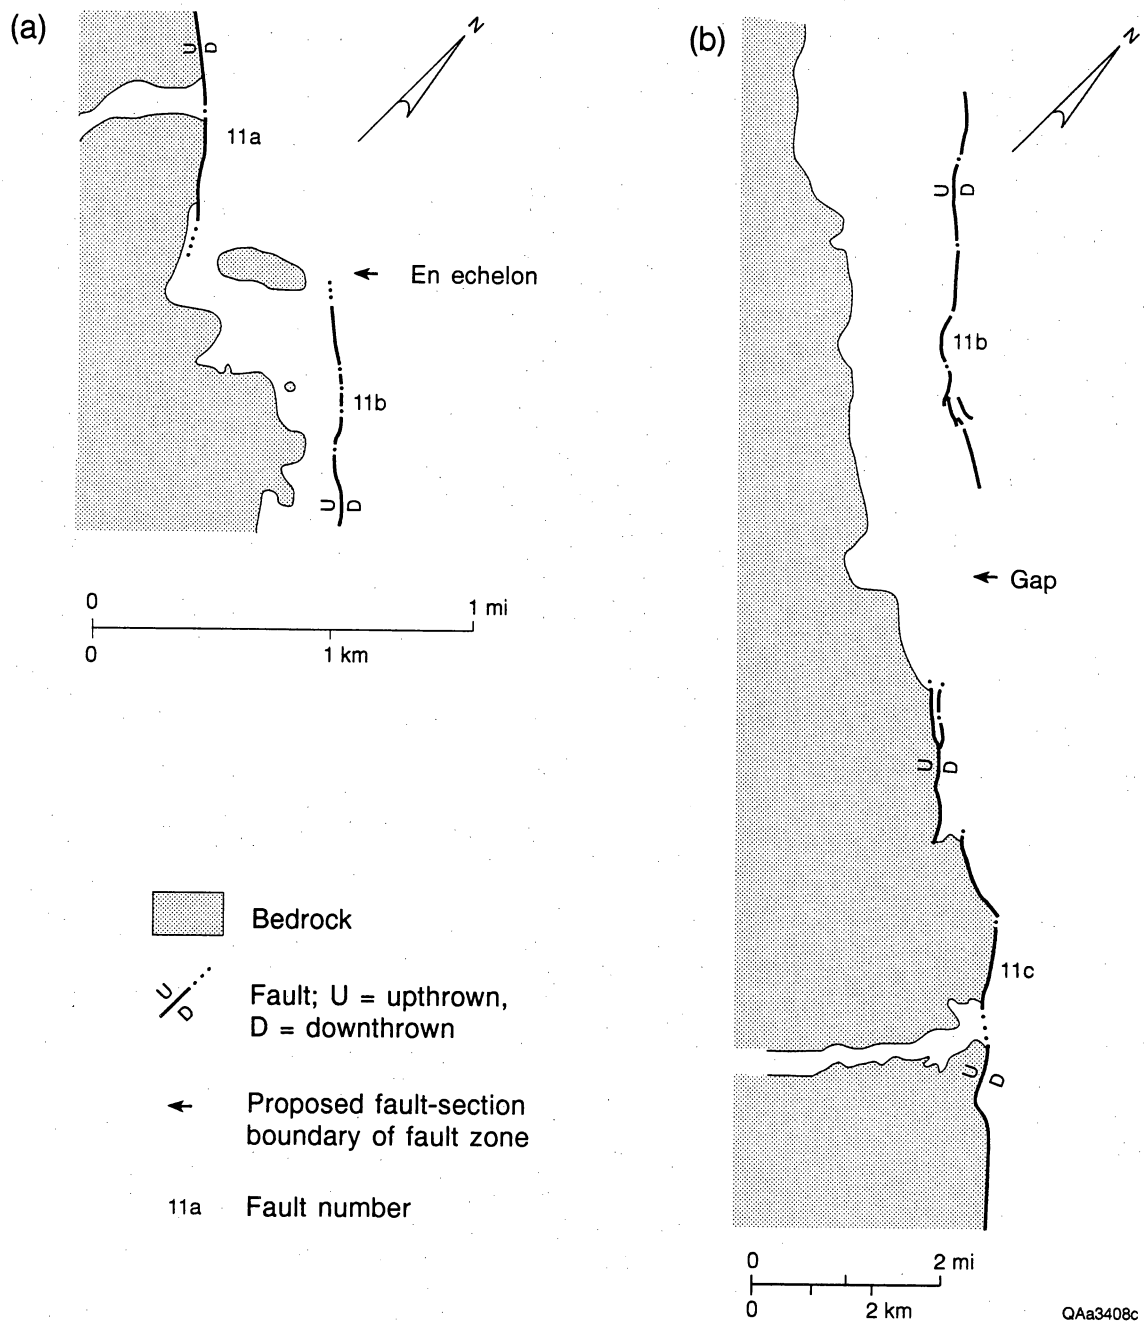 (a)
N
U D
11a
En echelon
11b
U D
0 1 mi
0 1 km
Bedrock
U
D
Fault; U = upthrown,
D = downthrown
Proposed fault-section
boundary of fault zone
11a Fault number
(b)
N
U D
11b
Gap
U D
11c
U D
0 2 mi
0 2 km
QAa3408c